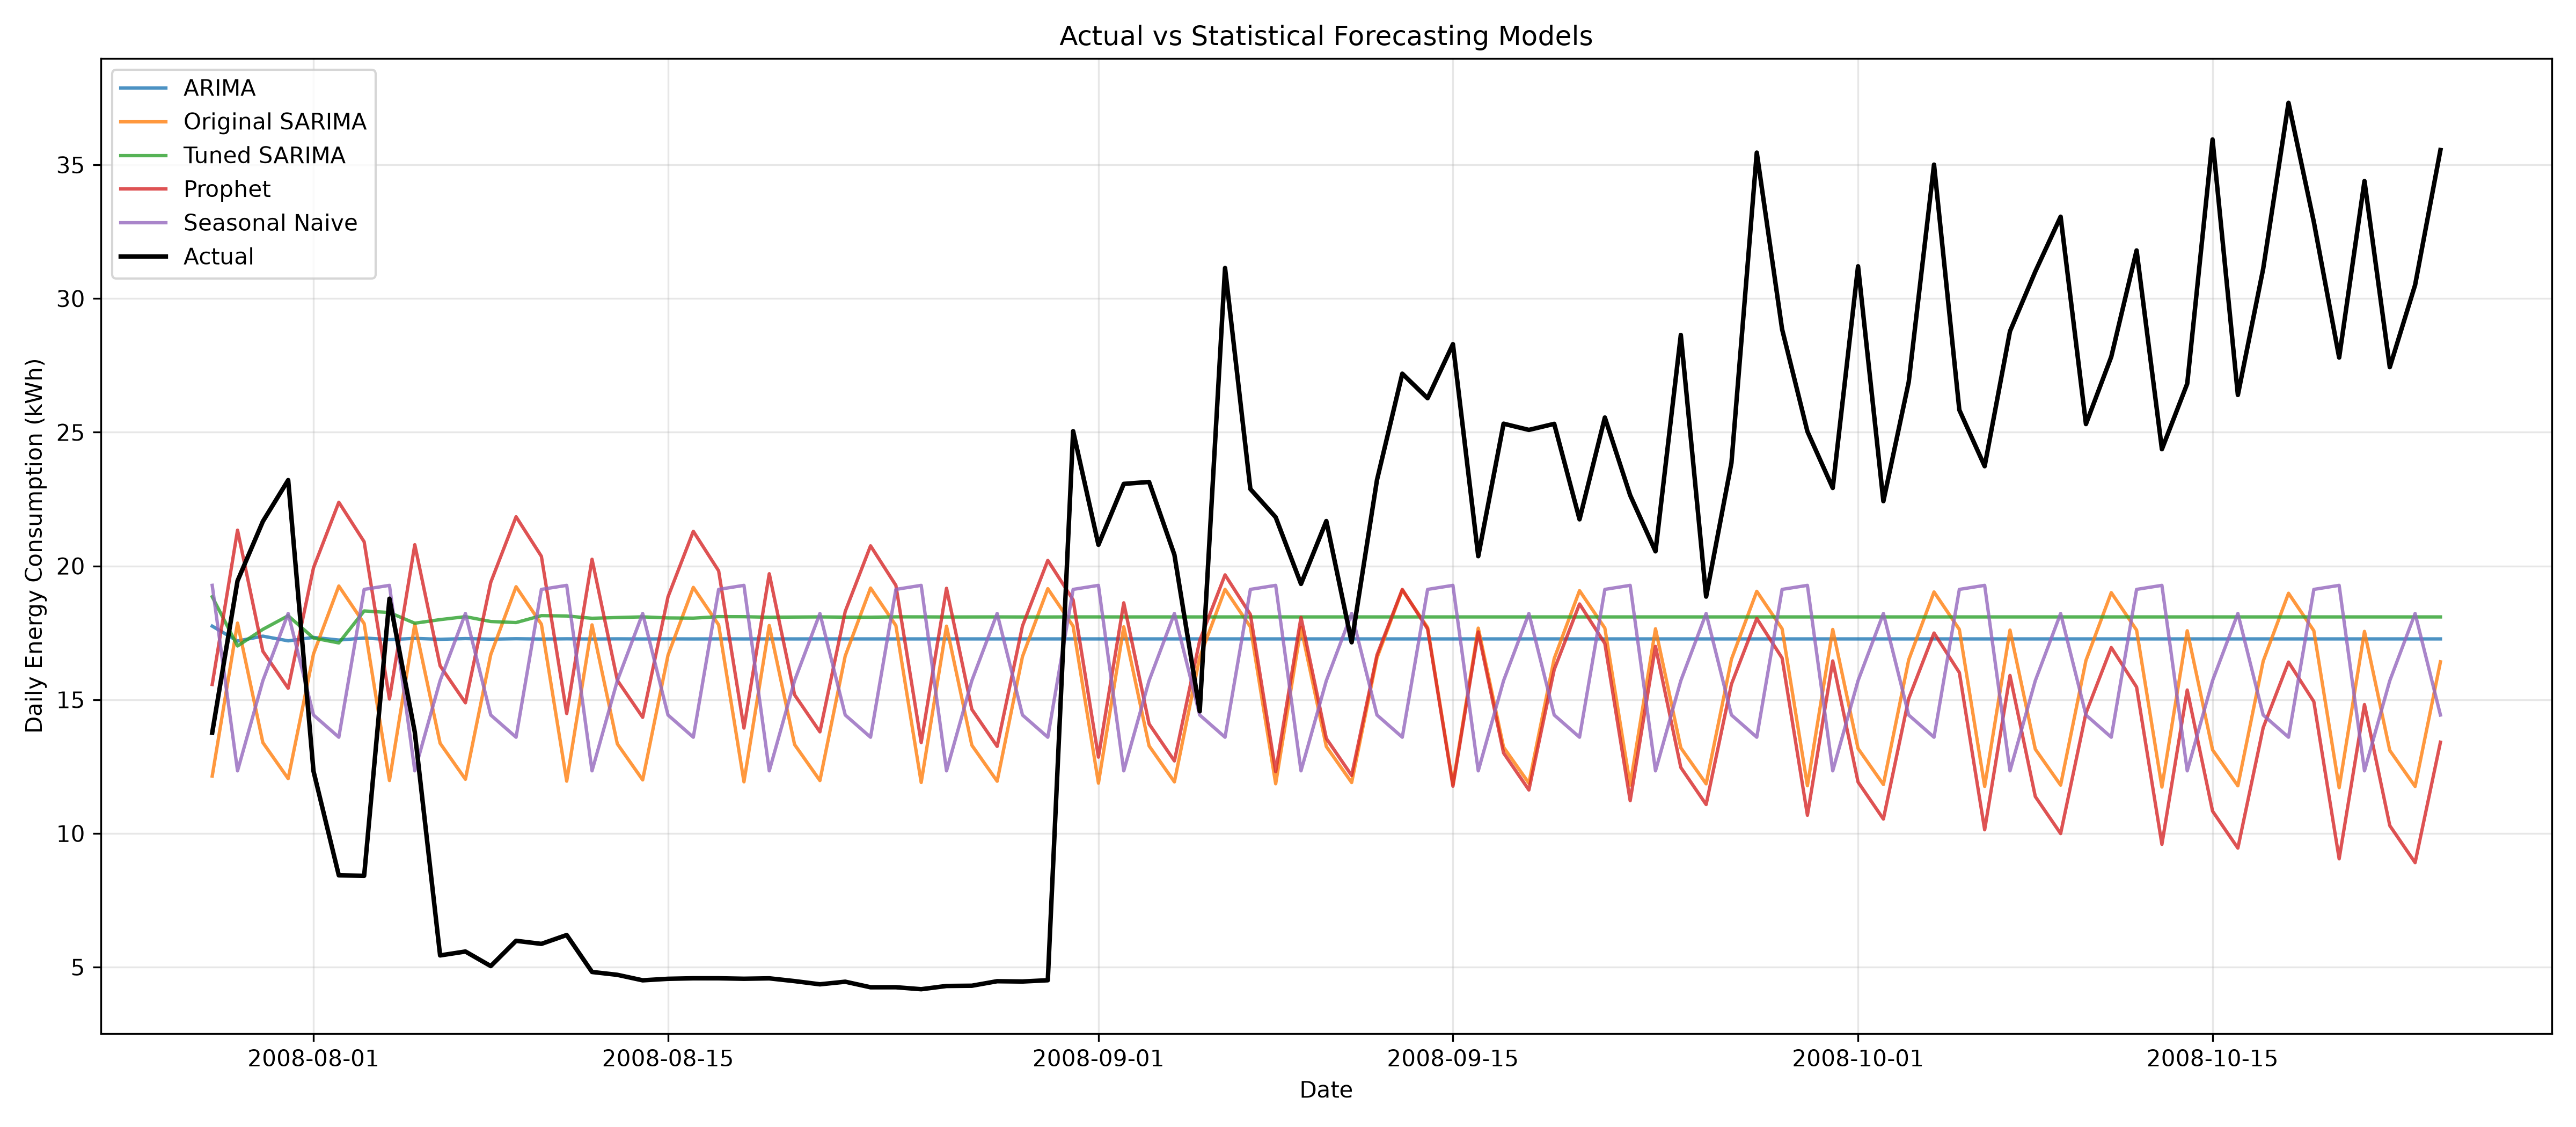 Actual vs Statistical Forecasting Models
ARIMA
Original SARIMA
Tuned SARIMA
Prophet
Seasonal Naive
Actual
Daily Energy Consumption (kWh)
35
30
25
20
15
10
5
2008-08-01
2008-08-15
2008-09-01
2008-09-15
2008-10-01
2008-10-15
Date